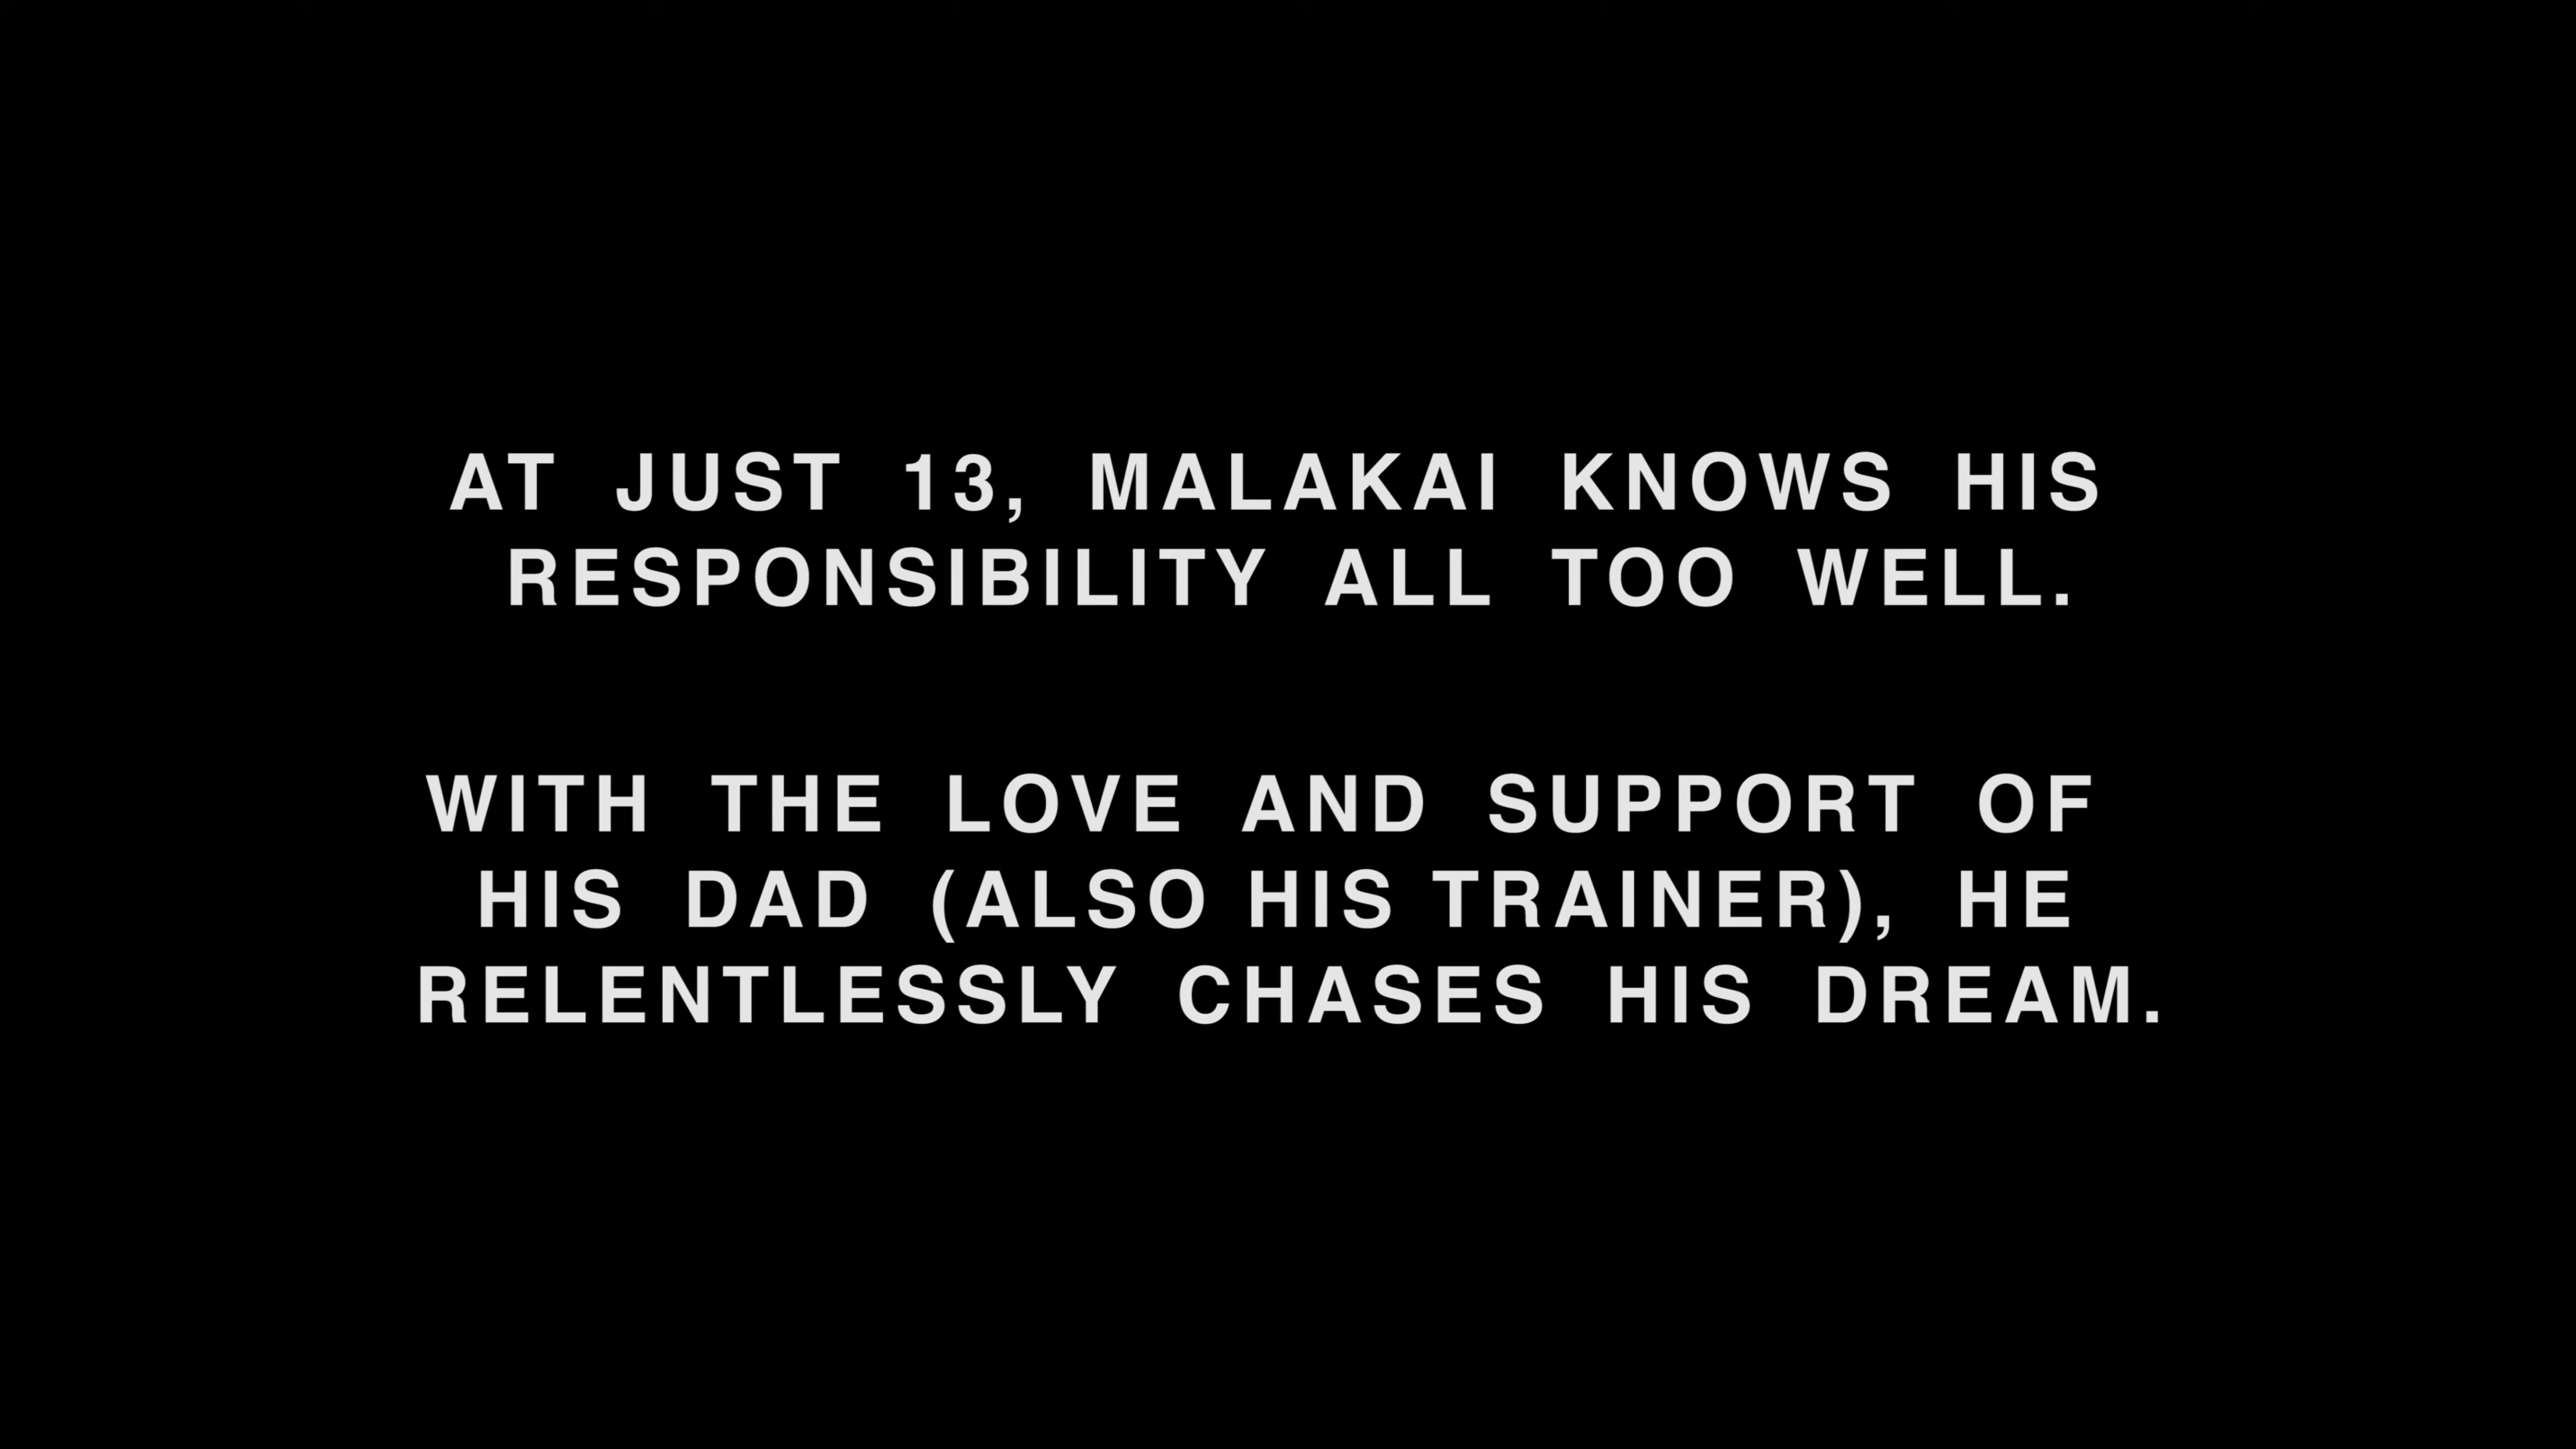 AT JUST 13, MALAKAI KNOWS HIS
RESPONSIBILITY ALL TOO WELL.
WITH THE LOVE AND SUPPORT OF
HIS DAD (ALSO HIS TRAINER), HE
RELENTLESSLY CHASES HIS DREAM.